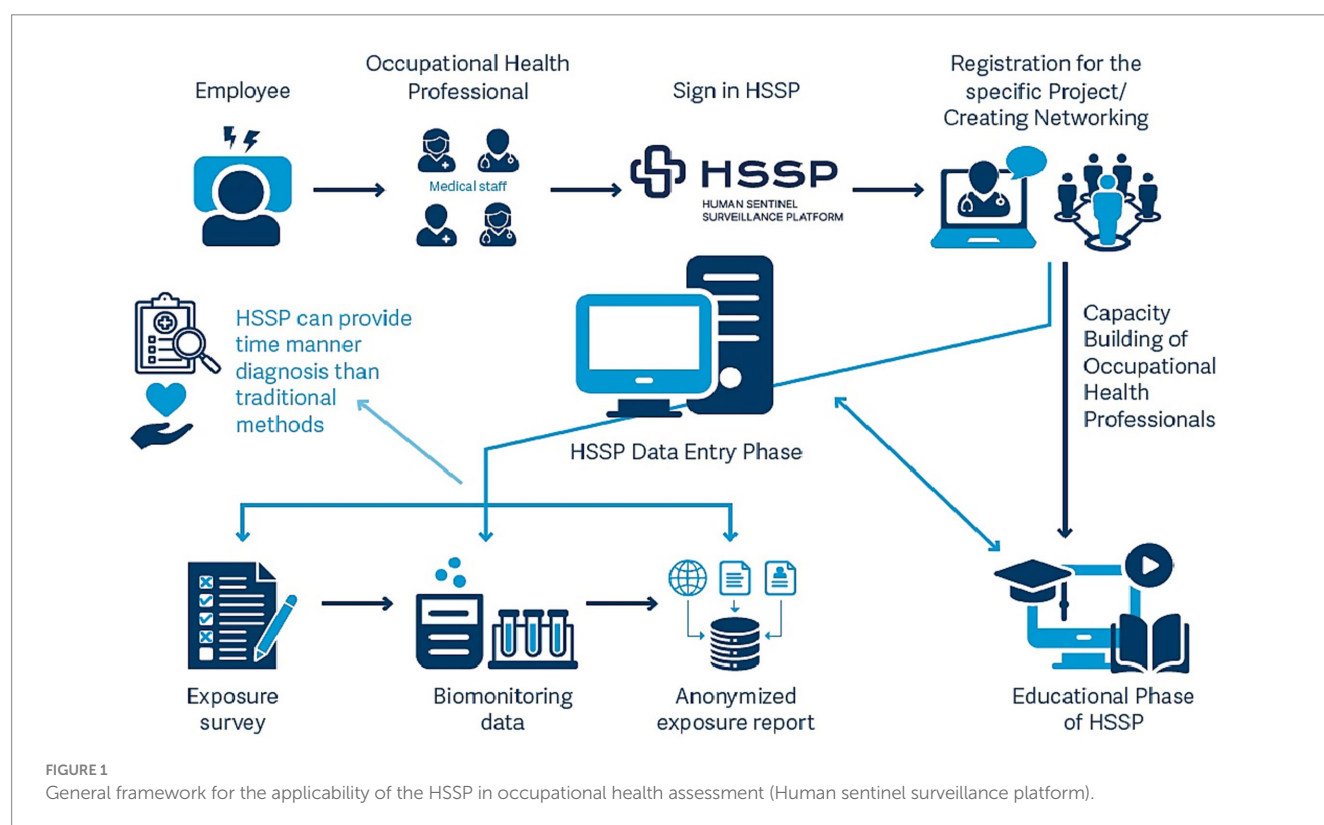 Employee
Occupational Health
Professional
Medical staff
Sign in HSSP
HSSP
HUMAN SENTINEL
SURVEILLANCE PLATFORM
Registration for the
specific Project/
Creating Networking
HSSP can provide
time manner
diagnosis than
traditional
methods
HSSP Data Entry Phase
Capacity
Building of
Occupational
Health
Professionals
Exposure
survey
Biomonitoring
data
Anonymized
exposure report
Educational Phase
of HSSP
FIGURE 1
General framework for the applicability of the HSSP in occupational health assessment (Human sentinel surveillance platform).